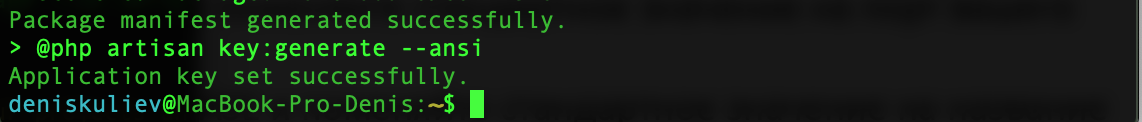 Package manifest generated successfully.
> @php artisan key:generate --ansi
Application key set successfully.
deniskuliev@MacBook-Pro-Denis:~$